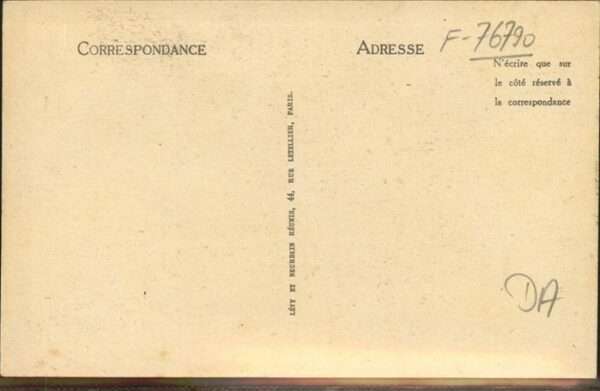 CORRESPONDANCE
ADRESSE
F-76790
N'écrire que sur
le côté réservé à
la correspondance
LÉVY ET NEURDEIN RÉUNIS, 44, RUE LETELLIER, PARIS.
DA